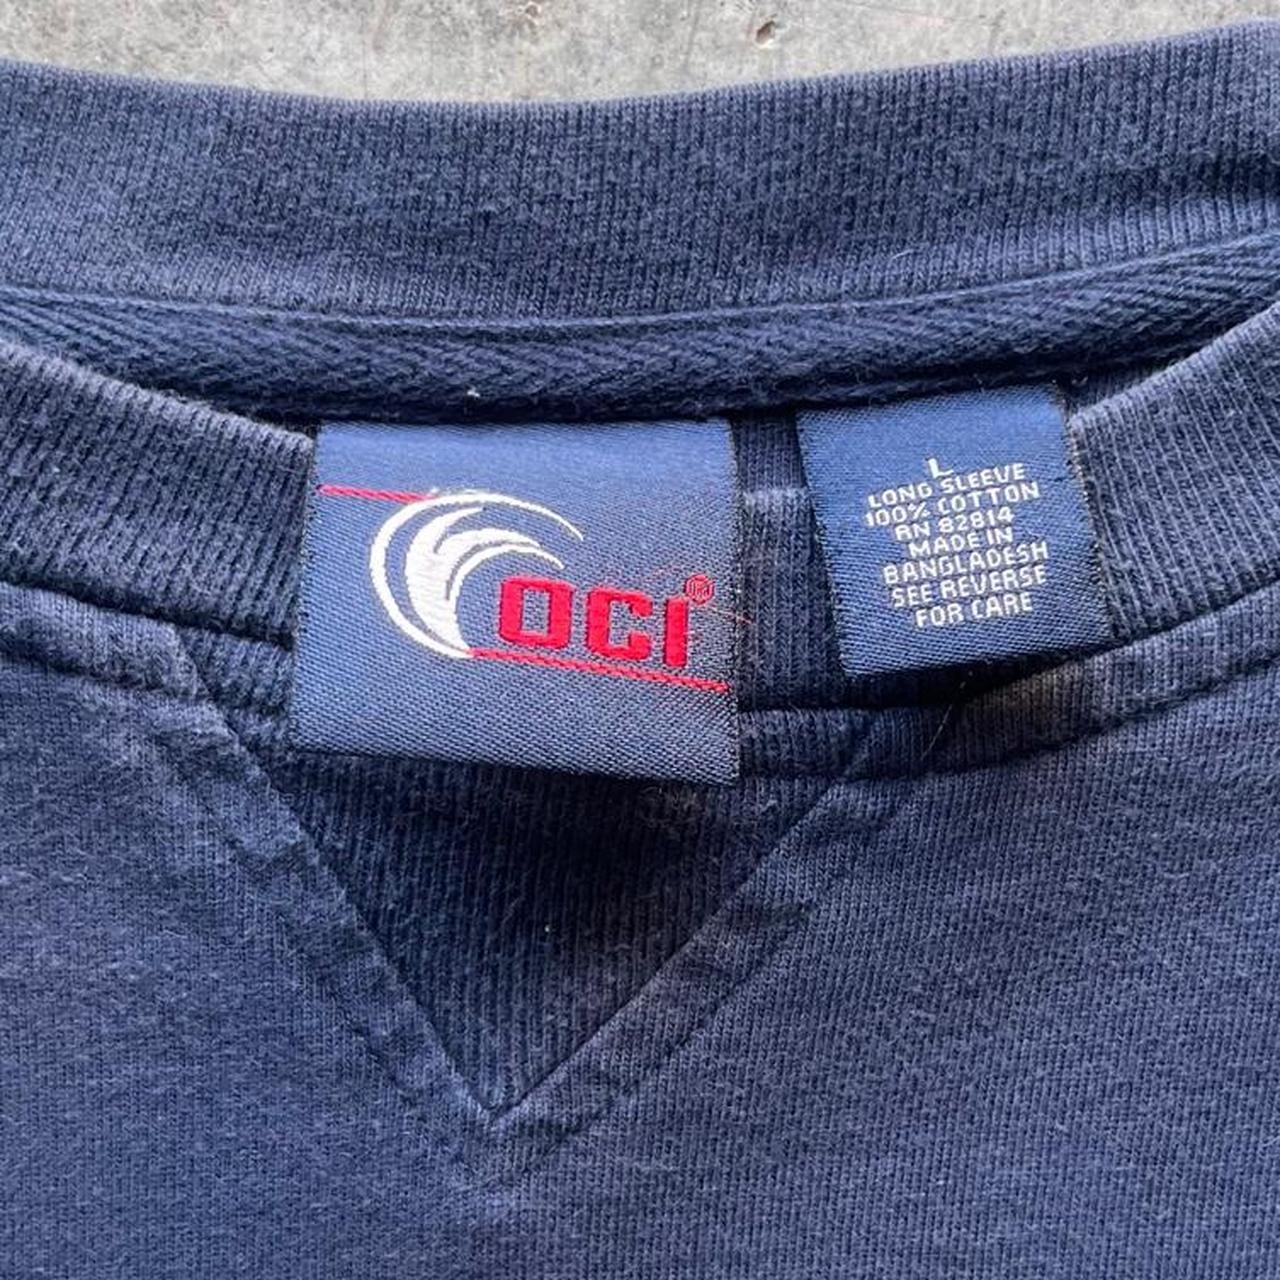 OCI®
L
LONG SLEEVE
100% COTTON
RN 82814
MADE IN
BANGLADESH
SEE REVERSE
FOR CARE